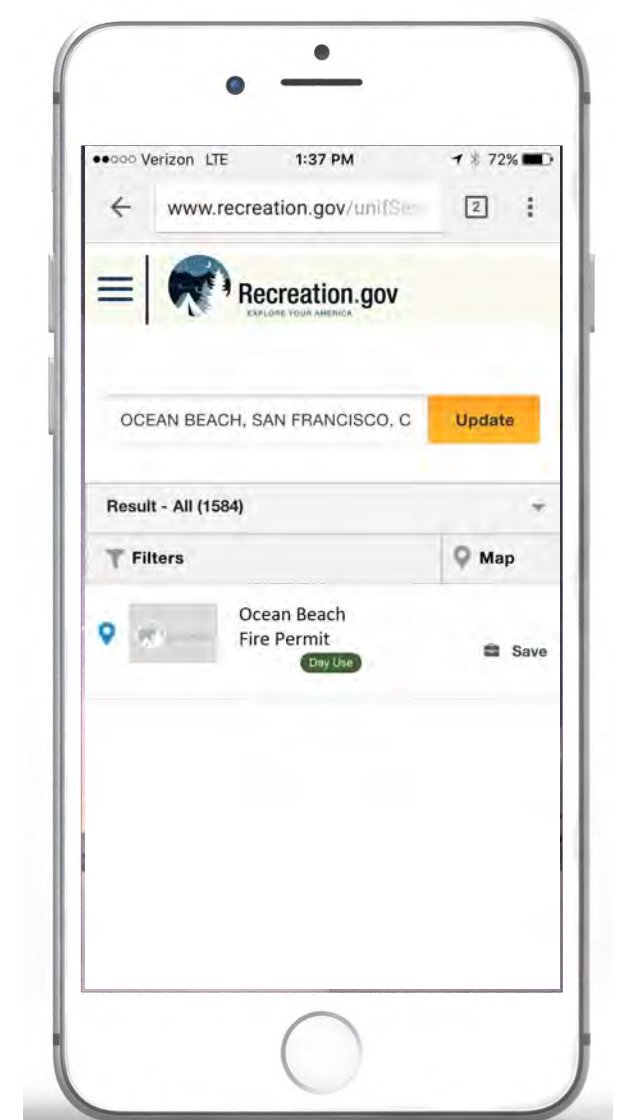 Verizon LTE 1:37 PM 72%
www.recreation.gov/unifSe
2
Recreation.gov
EXPLORE YOUR AMERICA
OCEAN BEACH, SAN FRANCISCO, C
Update
Result - All (1584)
Filters
Map
Ocean Beach
Fire Permit
Day Use
Save